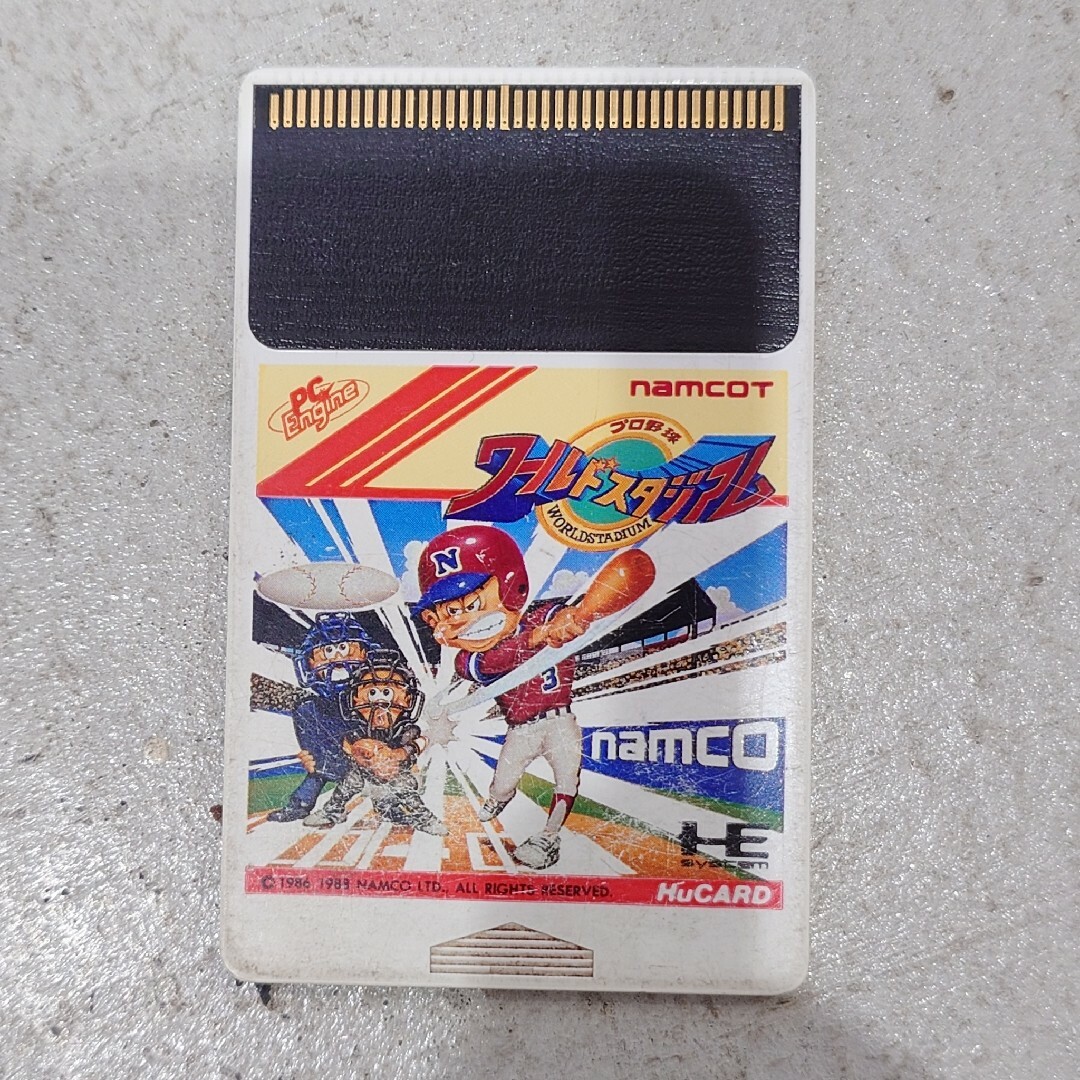 PC Engine
namcoT
プロ野球
ワールドスタジアム
WORLDSTADIUM
N
3
namco
HE
SYSTEM
© 1986 1988 NAMCO LTD., ALL RIGHTS RESERVED.
HuCARD